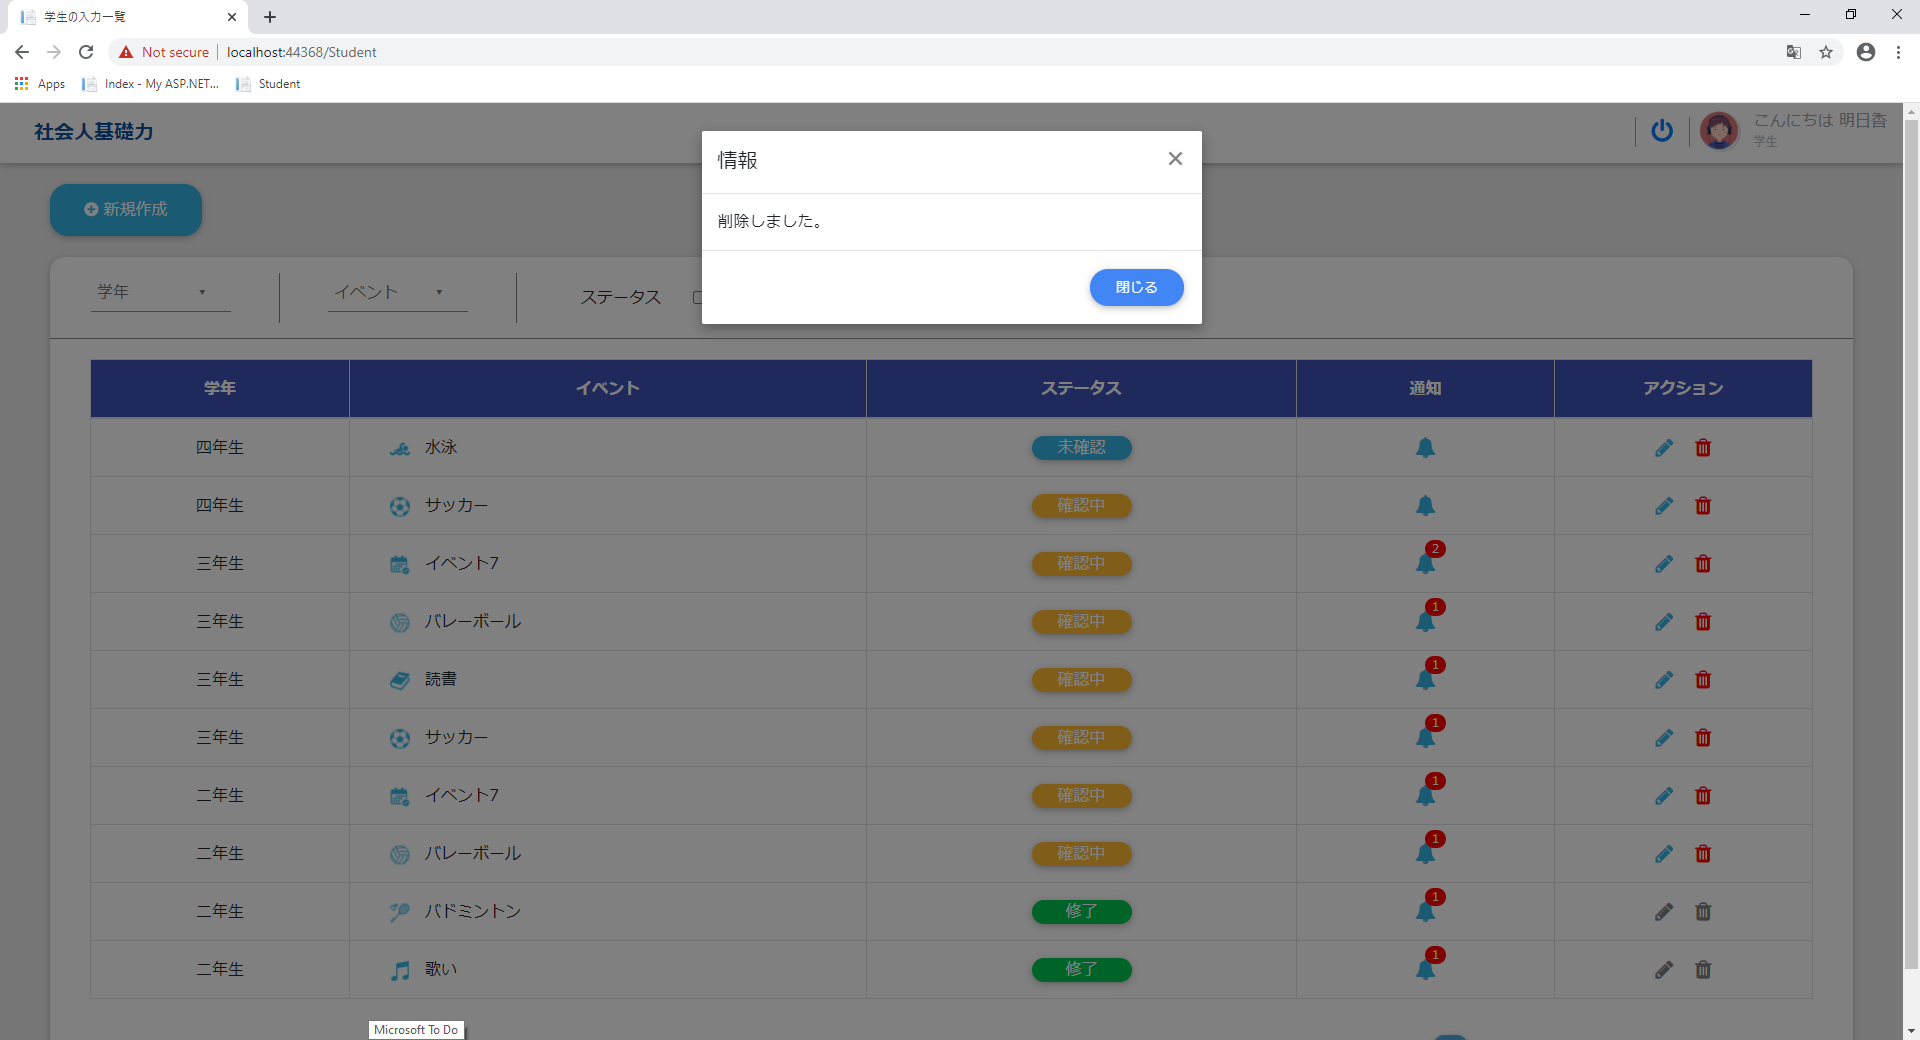 学生の入力一覧
Not secure
localhost:44368/Student
Apps
Index - My ASP.NET...
Student
社会人基礎力
こんにちは 明日香
学生
情報
削除しました。
閉じる
新規作成
学年
イベント
ステータス
学年 イベント ステータス 通知 アクション
四年生 水泳 未確認
四年生 サッカー 確認中
三年生 イベント7 確認中 2
三年生 バレーボール 確認中 1
三年生 読書 確認中 1
三年生 サッカー 確認中 1
二年生 イベント7 確認中 1
二年生 バレーボール 確認中 1
二年生 バドミントン 修了 1
二年生 歌い 修了 1
Microsoft To Do